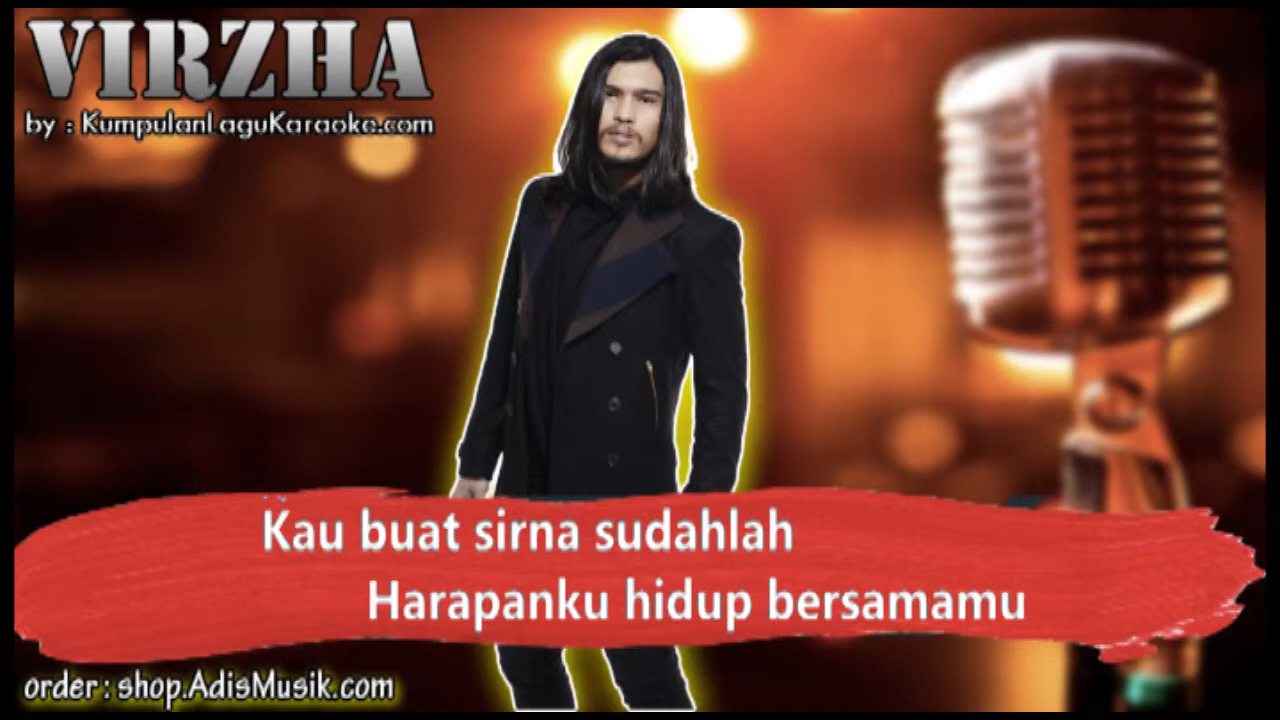 VIRZHA
by : KumpulanLaguKaraoke.com
Kau buat sirna sudahlah
Harapanku hidup bersamamu
order : shop.AdisMusik.com